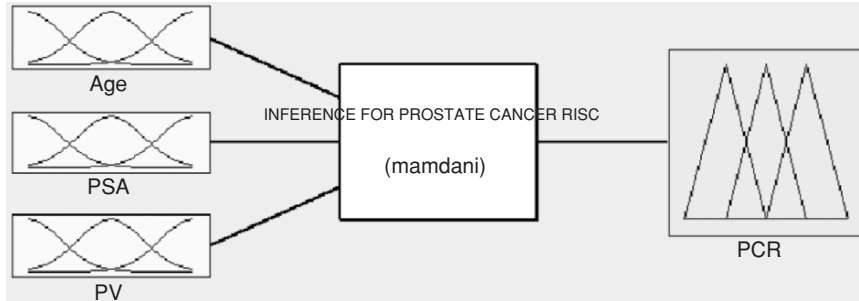 Age
INFERENCE FOR PROSTATE CANCER RISC
PSA
(mamdani)
PV
PCR